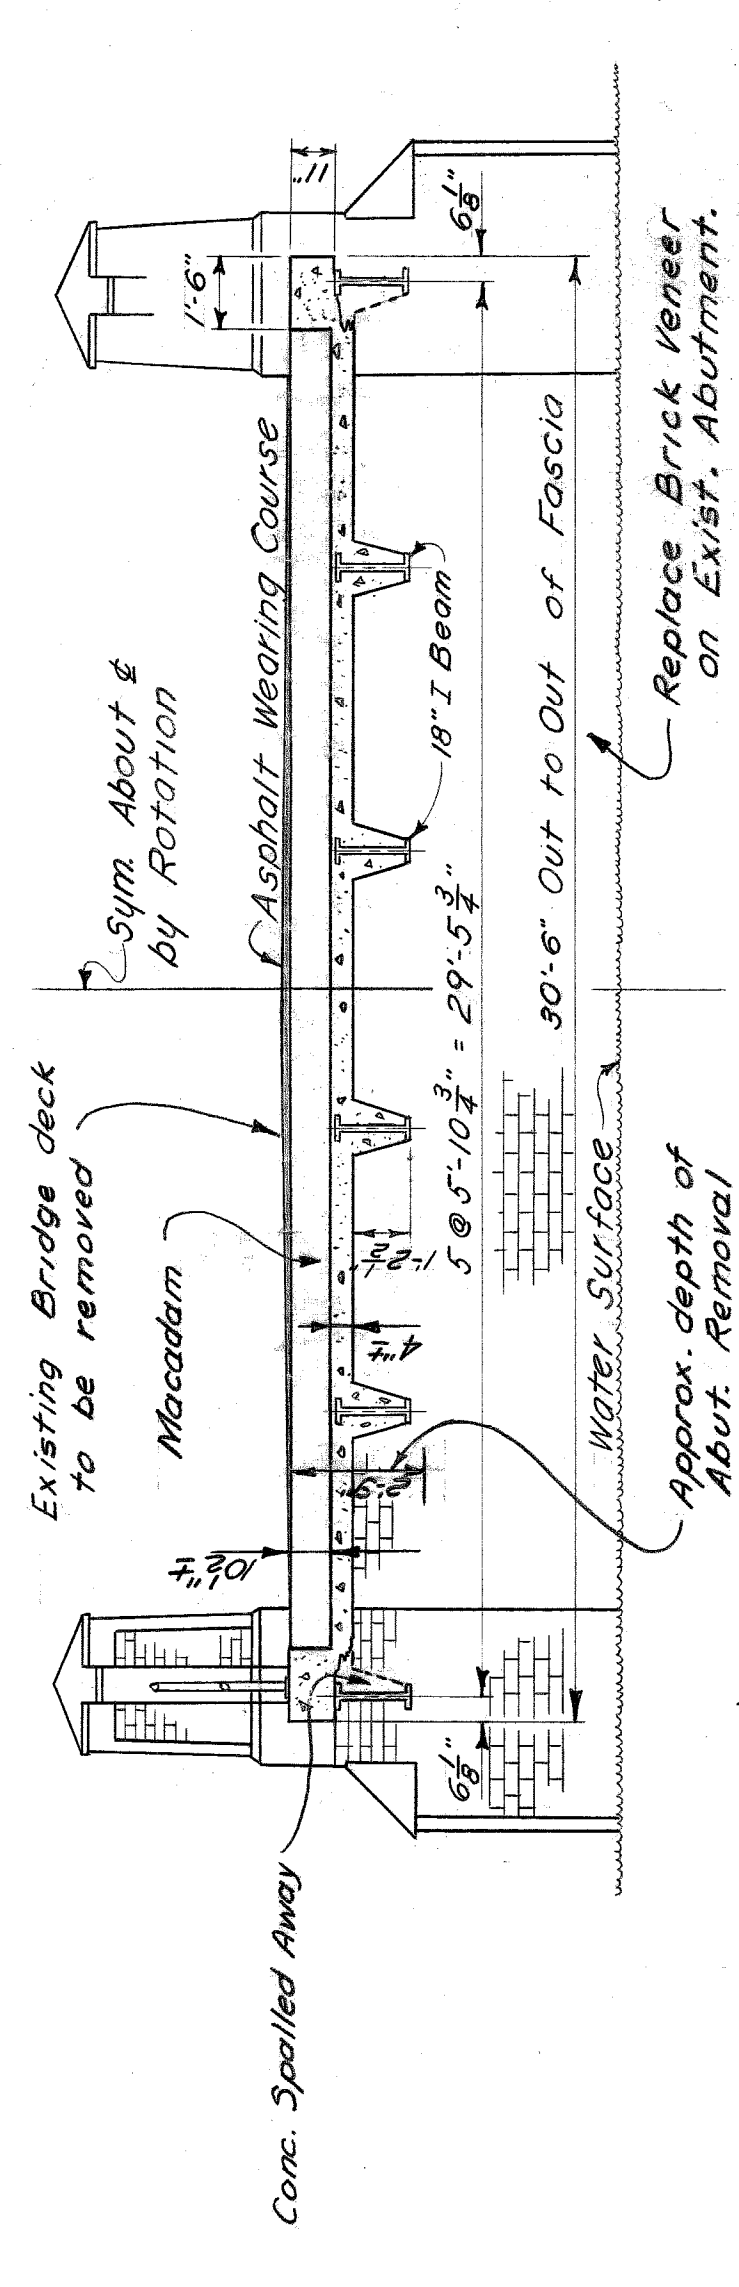 Existing Bridge deck
to be removed
Sym. About ℄
by Rotation
Macadam
Asphalt Wearing Course
1'-6"
11"
10 1/2"±
Conc. Spalled Away
4"±
1'-2 1/2"
18" I Beam
6 1/8"
5 @ 5'-10 3/4" = 29'-5 3/4"
6 1/8"
30'-6" Out to Out of Fascia
Water Surface
Approx. depth of
Abut. Removal
Replace Brick Veneer
on Exist. Abutment.